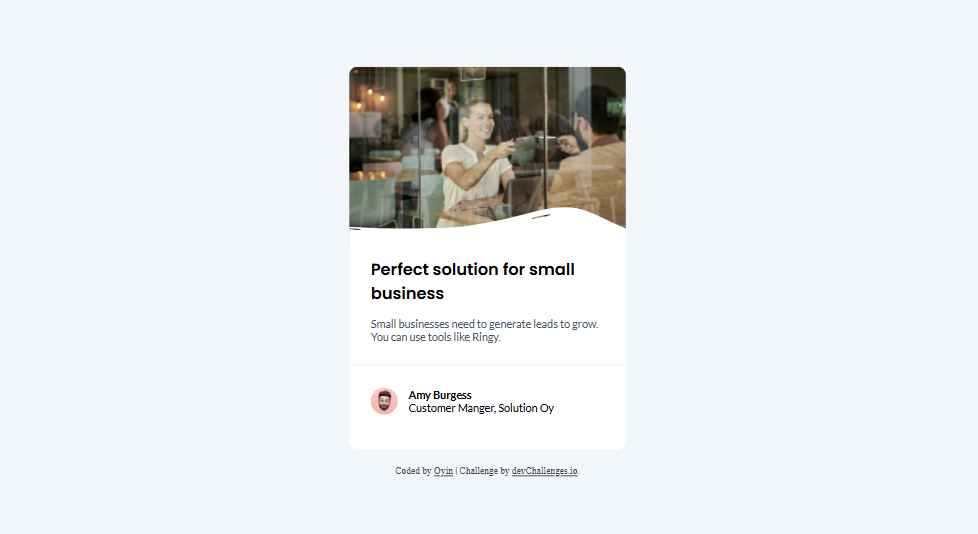 Perfect solution for small
business
Small businesses need to generate leads to grow.
You can use tools like Ringy.
Amy Burgess
Customer Manger, Solution Oy
Coded by Oyin | Challenge by devChallenges.io.